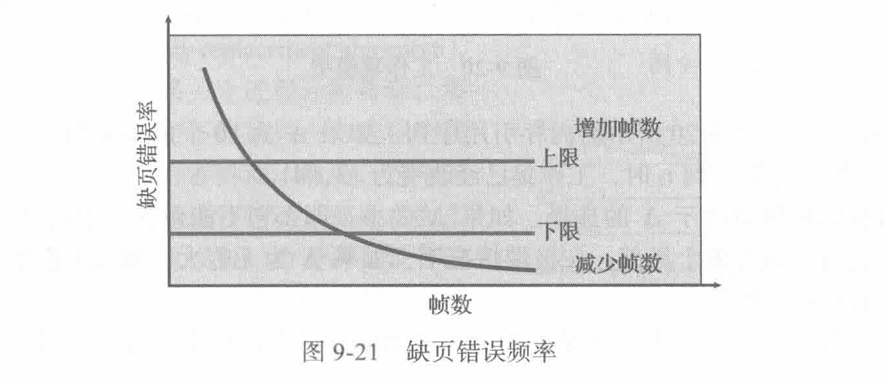 增加帧数
上限
缺页错误率
下限
减少帧数
帧数
图 9-21 缺页错误频率